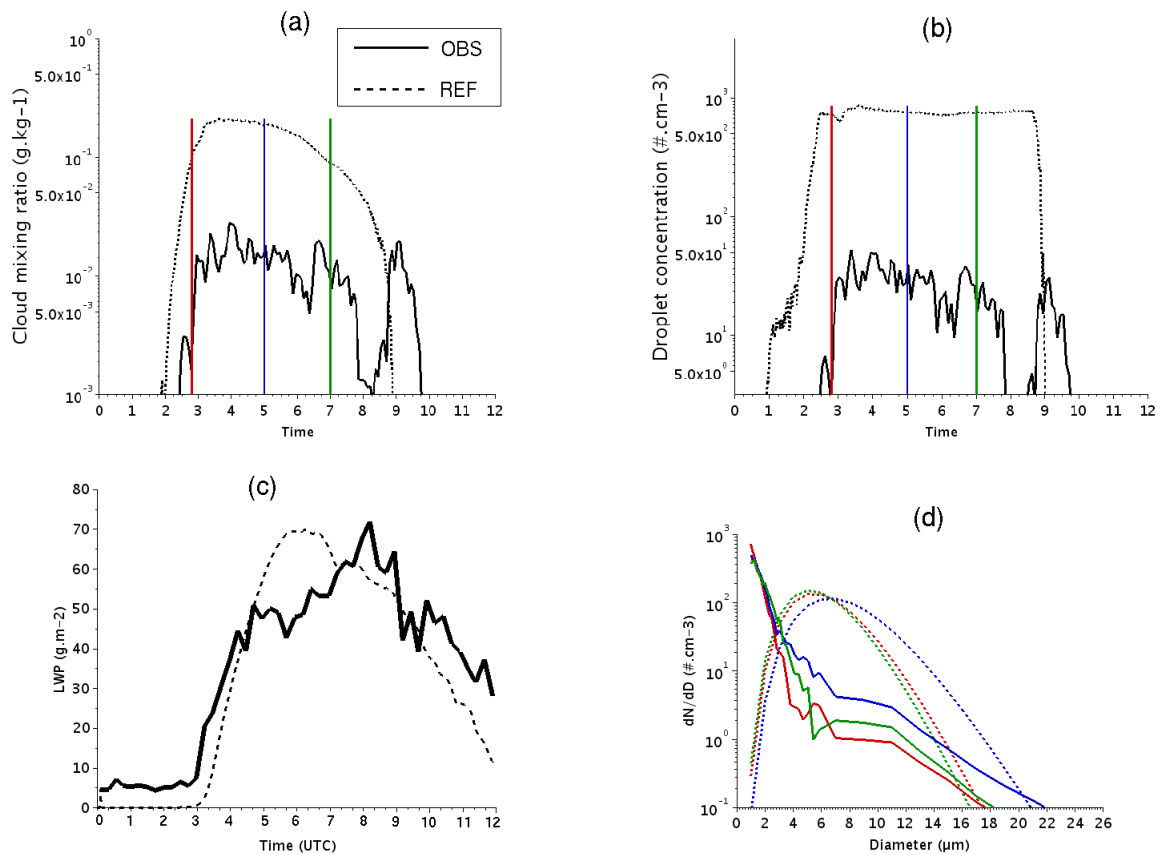 (a)
OBS
REF
Cloud mixing ratio (g.kg-1)
10^0
5.0x10^-1
10^-1
5.0x10^-2
10^-2
5.0x10^-3
10^-3
0 1 2 3 4 5 6 7 8 9 10 12
Time
(b)
Droplet concentration (#.cm-3)
10^3
5.0x10^2
10^2
5.0x10^1
10^1
5.0x10^0
0 1 2 3 4 5 6 7 8 9 10 12
Time
(c)
LWP (g.m-2)
80
70
60
50
40
30
20
10
0
0 1 2 3 4 5 6 7 8 9 10 11 12
Time (UTC)
(d)
dN/dD (#.cm-3)
10^3
10^2
10^1
10^0
10^-1
0 2 4 6 8 10 12 14 16 18 20 22 24 26
Diameter (µm)